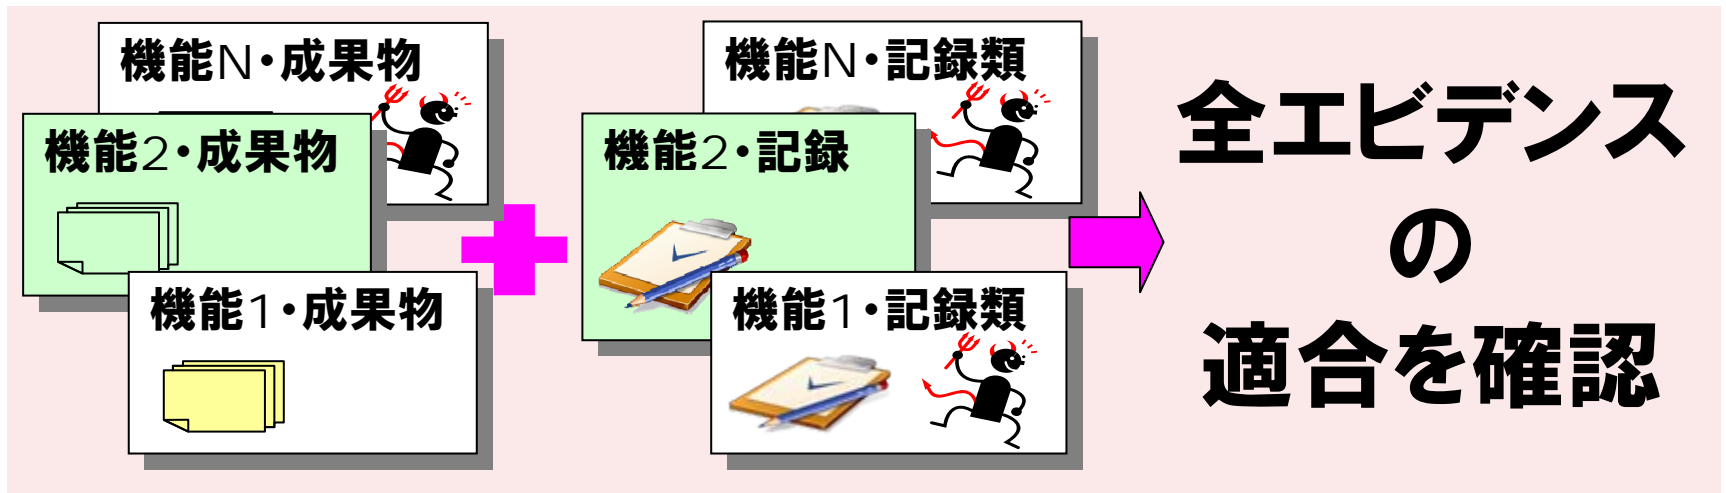 機能N・成果物
機能2・成果物
機能1・成果物
機能N・記録類
機能2・記録
機能1・記録類
全エビデンス
の
適合を確認